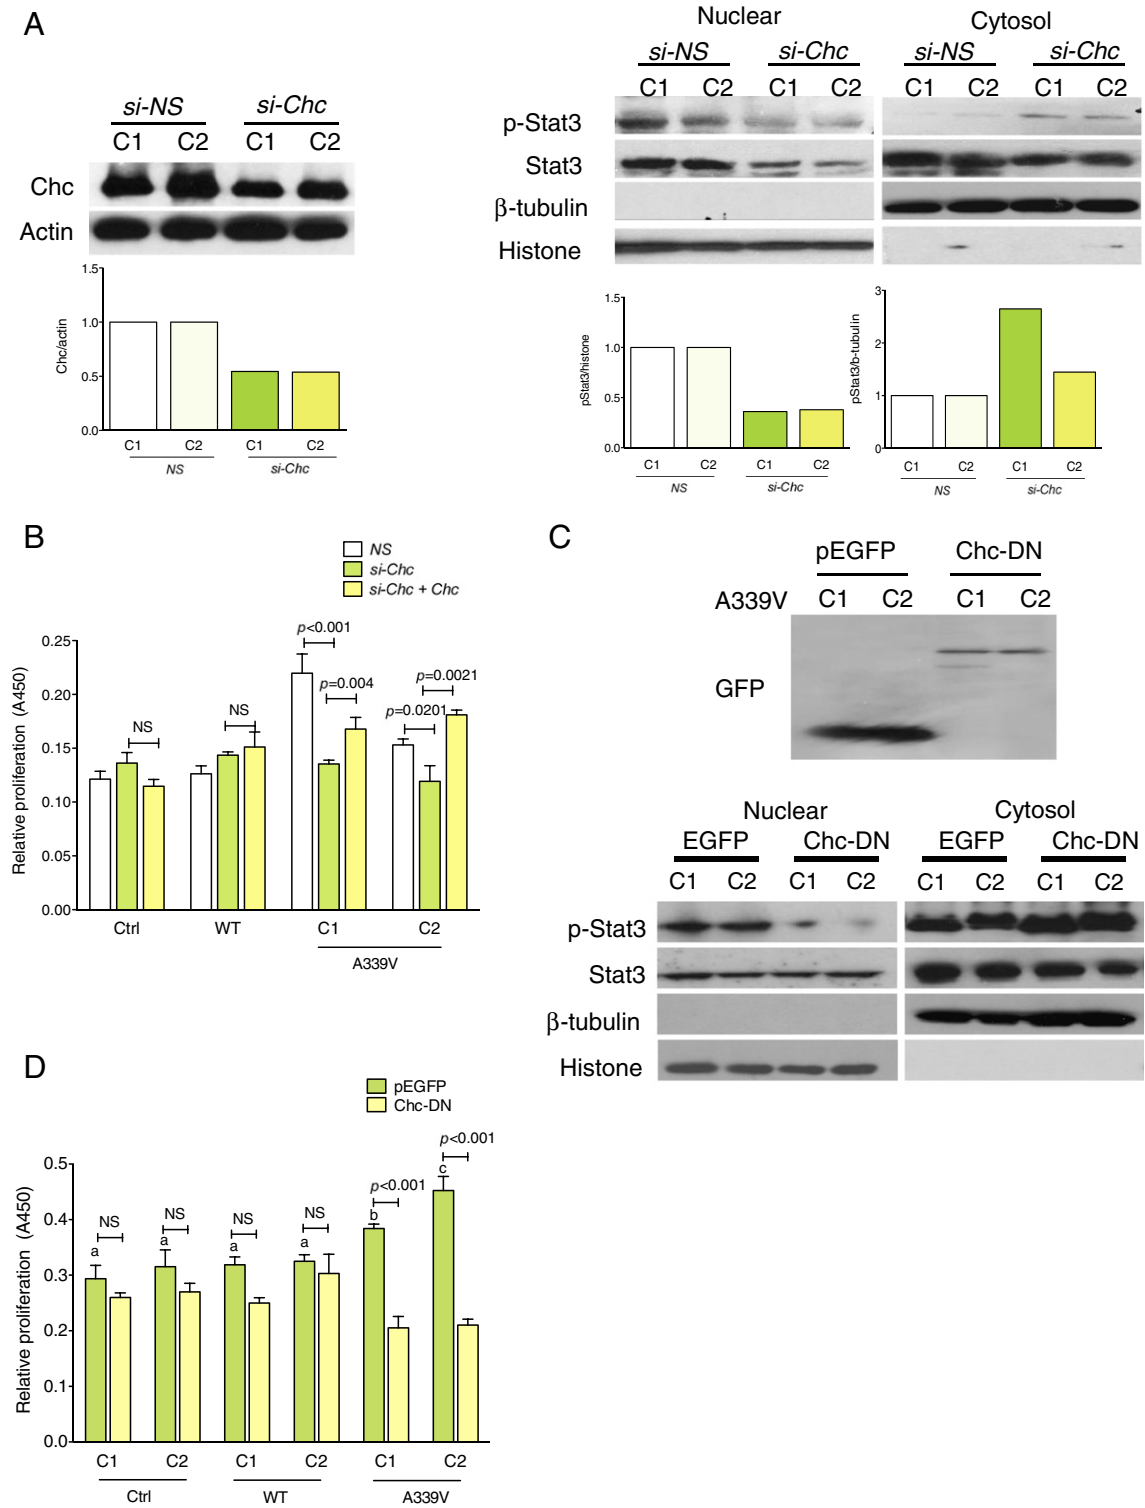 A
si-NS si-Chc
C1 C2 C1 C2
Chc
Actin
1.5
1.0
0.5
0.0
Chc/actin
C1 C2 C1 C2
NS si-Chc
Nuclear Cytosol
si-NS si-Chc si-NS si-Chc
C1 C2 C1 C2 C1 C2 C1 C2
p-Stat3
Stat3
β-tubulin
Histone
1.5
1.0
0.5
0.0
pStat3/histone
C1 C2 C1 C2
NS si-Chc
3
2
1
0
pStat3/b-tubulin
C1 C2 C1 C2
NS si-Chc
B
NS
si-Chc
si-Chc + Chc
0.25
0.20
0.15
0.10
0.05
0.00
Relative proliferation (A450)
NS
NS
p<0.001
p=0.004
p=0.0021
p=0.0201
Ctrl WT C1 C2
A339V
C
pEGFP Chc-DN
A339V C1 C2 C1 C2
GFP
Nuclear Cytosol
EGFP Chc-DN EGFP Chc-DN
C1 C2 C1 C2 C1 C2 C1 C2
p-Stat3
Stat3
β-tubulin
Histone
D
pEGFP
Chc-DN
0.5
0.4
0.3
0.2
0.1
0.0
Relative proliferation (A450)
NS NS NS NS p<0.001 p<0.001
a a a a b c
C1 C2 C1 C2 C1 C2
Ctrl WT A339V